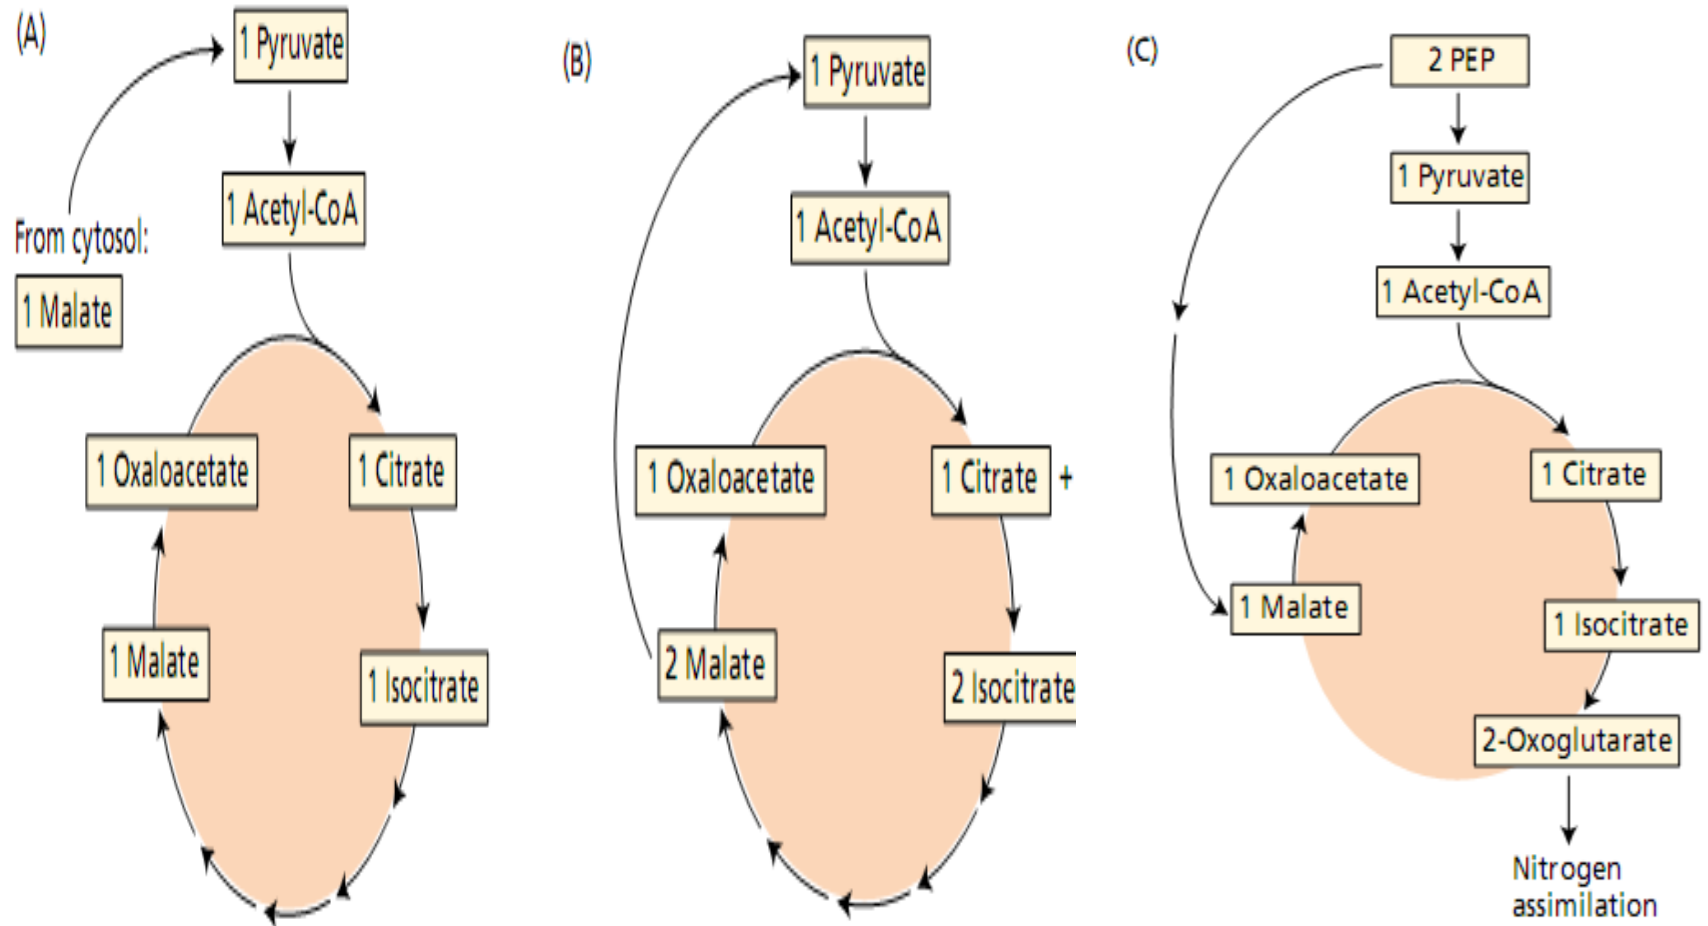 (A)
1 Pyruvate
1 Acetyl-CoA
From cytosol:
1 Malate
1 Oxaloacetate
1 Citrate
1 Malate
1 Isocitrate
(B)
1 Pyruvate
1 Acetyl-CoA
1 Oxaloacetate
1 Citrate +
2 Malate
2 Isocitrate
(C)
2 PEP
1 Pyruvate
1 Acetyl-CoA
1 Oxaloacetate
1 Citrate
1 Malate
1 Isocitrate
2-Oxoglutarate
Nitrogen
assimilation